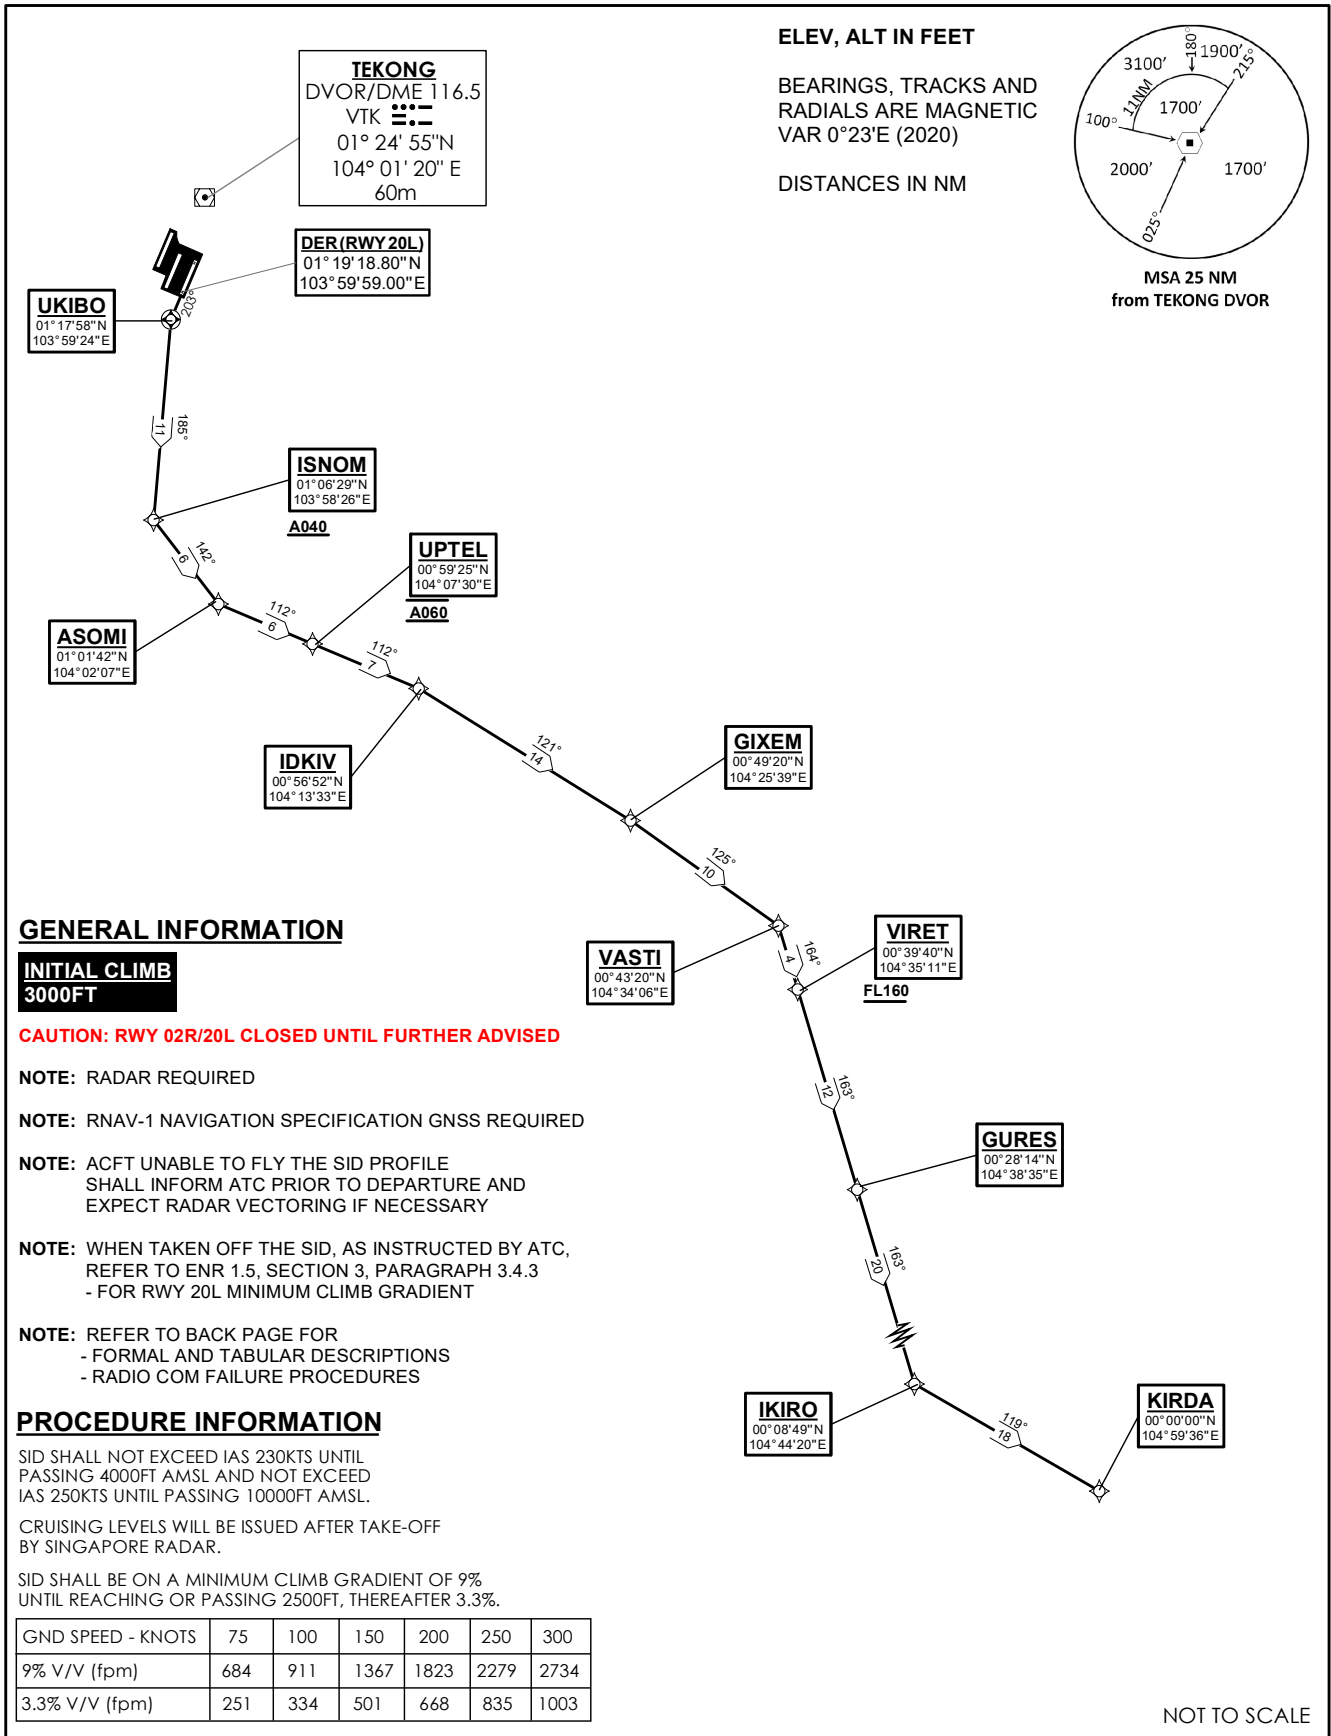 ELEV, ALT IN FEET
BEARINGS, TRACKS AND
RADIALS ARE MAGNETIC
VAR 0°23'E (2020)
DISTANCES IN NM
180°
3100'
1900'
215°
11NM
1700'
100°
2000'
1700'
025°
MSA 25 NM
from TEKONG DVOR
TEKONG
DVOR/DME 116.5
VTK
01° 24' 55"N
104° 01' 20" E
60m
DER(RWY 20L)
01°19'18.80"N
103°59'59.00"E
203°
UKIBO
01°17'58"N
103°59'24"E
11
185°
ISNOM
01°06'29"N
103°58'26"E
A040
6
142°
UPTEL
00°59'25"N
104°07'30"E
A060
ASOMI
01°01'42"N
104°02'07"E
112°
6
112°
7
IDKIV
00°56'52"N
104°13'33"E
121°
14
GIXEM
00°49'20"N
104°25'39"E
125°
10
VASTI
00°43'20"N
104°34'06"E
4
164°
VIRET
00°39'40"N
104°35'11"E
FL160
12
163°
GURES
00°28'14"N
104°38'35"E
20
163°
IKIRO
00°08'49"N
104°44'20"E
119°
18
KIRDA
00°00'00"N
104°59'36"E
GENERAL INFORMATION
INITIAL CLIMB
3000FT
CAUTION: RWY 02R/20L CLOSED UNTIL FURTHER ADVISED
NOTE: RADAR REQUIRED
NOTE: RNAV-1 NAVIGATION SPECIFICATION GNSS REQUIRED
NOTE: ACFT UNABLE TO FLY THE SID PROFILE
SHALL INFORM ATC PRIOR TO DEPARTURE AND
EXPECT RADAR VECTORING IF NECESSARY
NOTE: WHEN TAKEN OFF THE SID, AS INSTRUCTED BY ATC,
REFER TO ENR 1.5, SECTION 3, PARAGRAPH 3.4.3
- FOR RWY 20L MINIMUM CLIMB GRADIENT
NOTE: REFER TO BACK PAGE FOR
- FORMAL AND TABULAR DESCRIPTIONS
- RADIO COM FAILURE PROCEDURES
PROCEDURE INFORMATION
SID SHALL NOT EXCEED IAS 230KTS UNTIL
PASSING 4000FT AMSL AND NOT EXCEED
IAS 250KTS UNTIL PASSING 10000FT AMSL.
CRUISING LEVELS WILL BE ISSUED AFTER TAKE-OFF
BY SINGAPORE RADAR.
SID SHALL BE ON A MINIMUM CLIMB GRADIENT OF 9%
UNTIL REACHING OR PASSING 2500FT, THEREAFTER 3.3%.
GND SPEED - KNOTS 75 100 150 200 250 300
9% V/V (fpm) 684 911 1367 1823 2279 2734
3.3% V/V (fpm) 251 334 501 668 835 1003
NOT TO SCALE